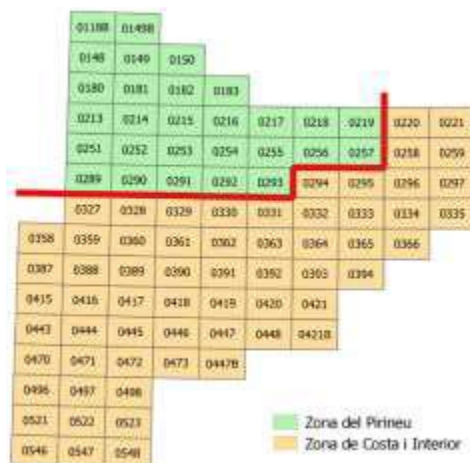 0118B 0149B
0148 0149 0150
0180 0181 0182 0183
0213 0214 0215 0216 0217 0218 0219 0220 0221
0251 0252 0253 0254 0255 0256 0257 0258 0259
0289 0290 0291 0292 0293 0294 0295 0296 0297
0327 0328 0329 0330 0331 0332 0333 0334 0335
0358 0359 0360 0361 0362 0363 0364 0365 0366
0387 0388 0389 0390 0391 0392 0393 0394
0415 0416 0417 0418 0419 0420 0421
0443 0444 0445 0446 0447 0448 0421B
0470 0471 0472 0473 0447B
0496 0497 0498
0521 0522 0523
0546 0547 0548
Zona del Pirineu
Zona de Costa i Interior